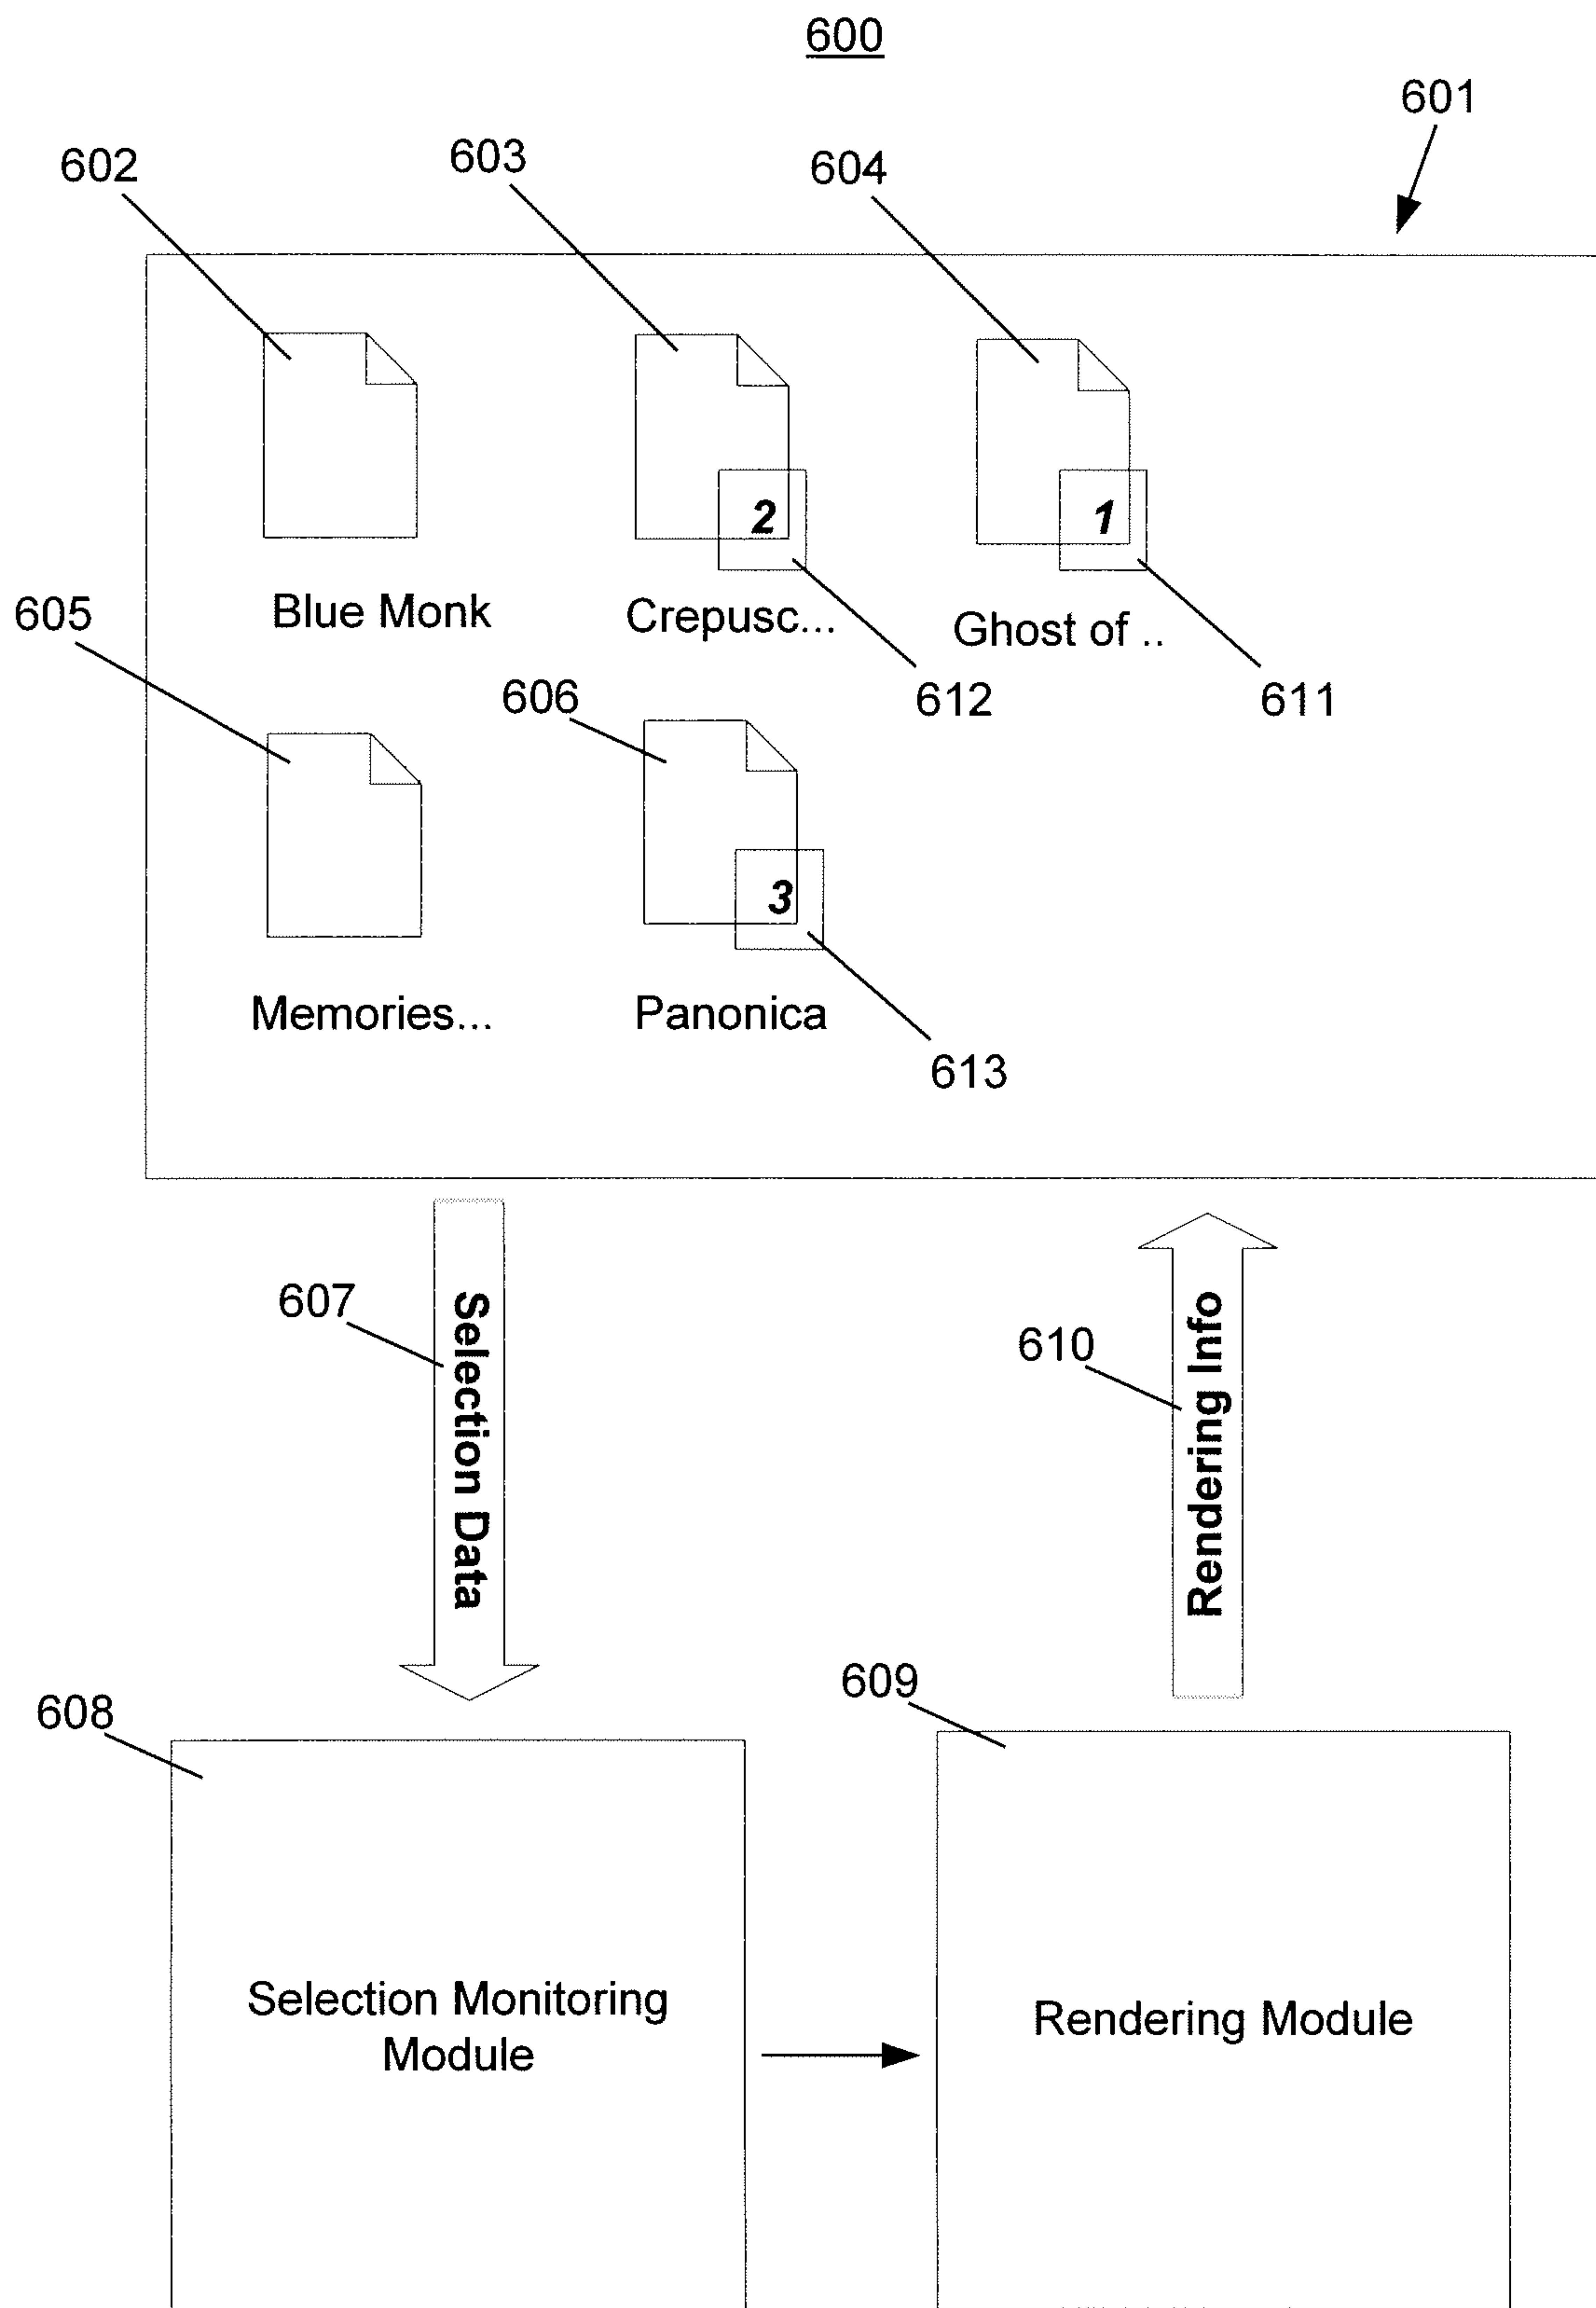 600
601
602
603
604
2
1
Blue Monk
Crepusc...
Ghost of ..
605
612
611
606
3
Memories...
Panonica
613
607
Selection Data
610
Rendering Info
608
609
Selection Monitoring
Module
Rendering Module